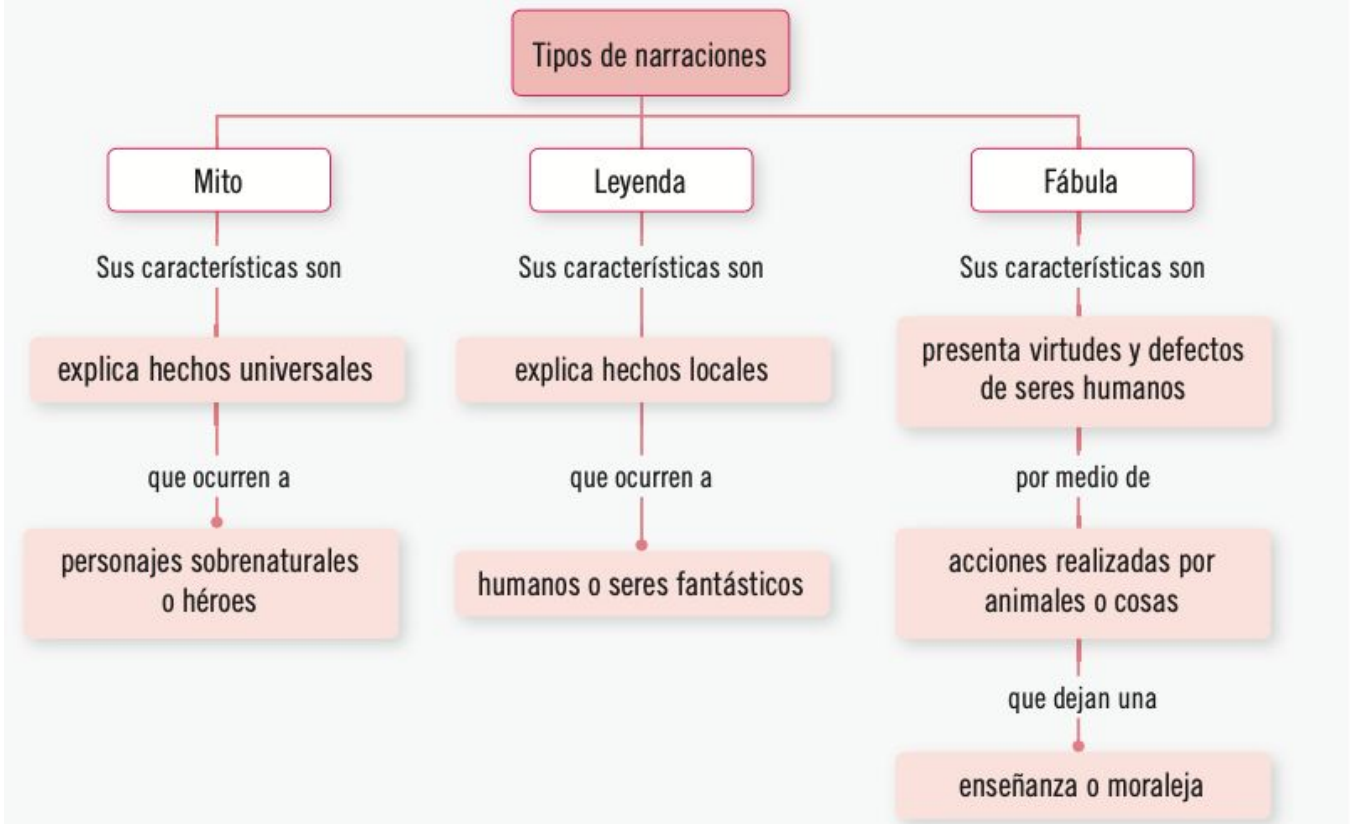 Tipos de narraciones
Mito
Sus características son
explica hechos universales
que ocurren a
personajes sobrenaturales
o héroes
Leyenda
Sus características son
explica hechos locales
que ocurren a
humanos o seres fantásticos
Fábula
Sus características son
presenta virtudes y defectos
de seres humanos
por medio de
acciones realizadas por
animales o cosas
que dejan una
enseñanza o moraleja